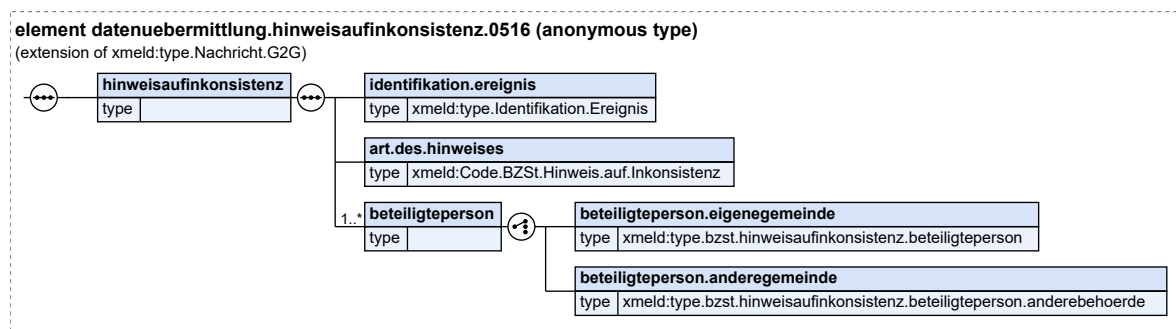 element datenuebermittlung.hinweisaufinkonsistenz.0516 (anonymous type)
(extension of xmeld:type.Nachricht.G2G)
hinweisaufinkonsistenz
type
identifikation.ereignis
type xmeld:type.Identifikation.Ereignis
art.des.hinweises
type xmeld:Code.BZSt.Hinweis.auf.Inkonsistenz
1..*
beteiligteperson
type
beteiligteperson.eigenegemeinde
type xmeld:type.bzst.hinweisaufinkonsistenz.beteiligteperson
beteiligteperson.anderegemeinde
type xmeld:type.bzst.hinweisaufinkonsistenz.beteiligteperson.anderebehoerde